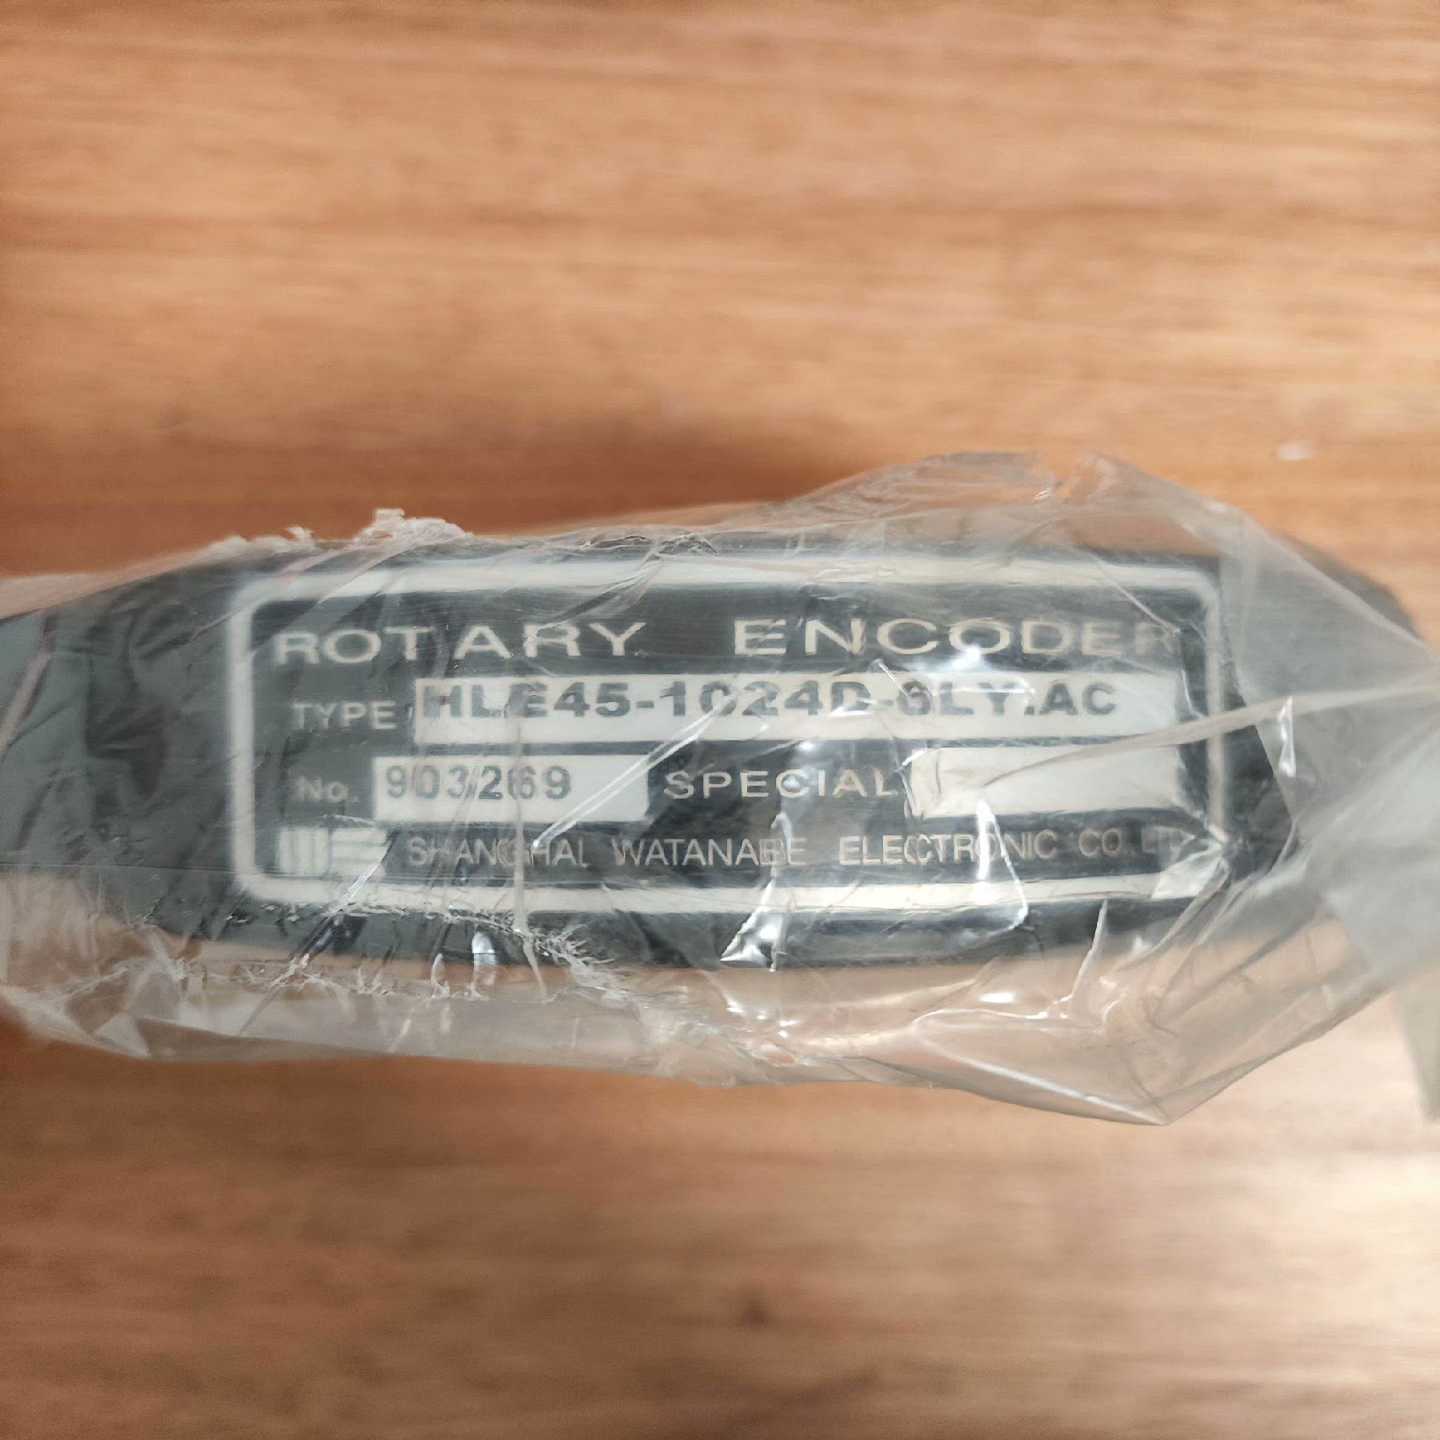 ROTARY ENCODER
TYPE HLE45-1024D-6LY.AC
No. 903269 SPECIAL
SHANGHAI WATANABE ELECTRONIC CO. LTD